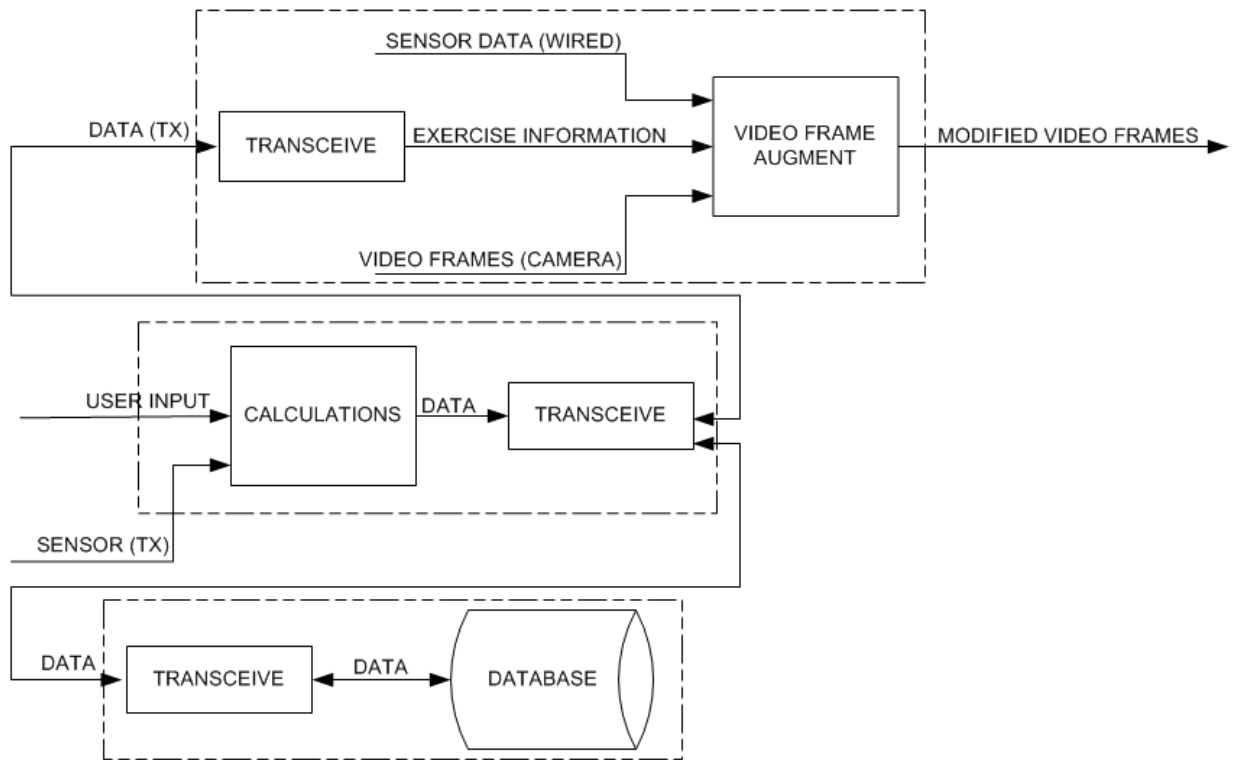 SENSOR DATA (WIRED)
DATA (TX)
TRANSCEIVE
EXERCISE INFORMATION
VIDEO FRAME
AUGMENT
MODIFIED VIDEO FRAMES
VIDEO FRAMES (CAMERA)
USER INPUT
CALCULATIONS
DATA
TRANSCEIVE
SENSOR (TX)
DATA
TRANSCEIVE
DATA
DATABASE